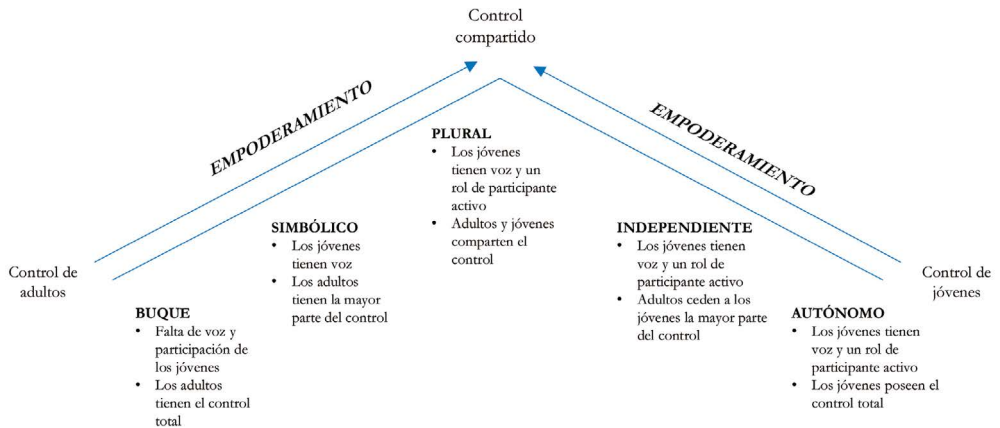 Control
compartido
EMPODERAMIENTO
EMPODERAMIENTO
PLURAL
• Los jóvenes
tienen voz y un
rol de participante
activo
• Adultos y jóvenes
comparten el
control
SIMBÓLICO
• Los jóvenes
tienen voz
• Los adultos
tienen la mayor
parte del control
INDEPENDIENTE
• Los jóvenes tienen
voz y un rol de
participante activo
• Adultos ceden a los
jóvenes la mayor parte
del control
Control de
adultos
Control de
jóvenes
BUQUE
• Falta de voz y
participación de
los jóvenes
• Los adultos
tienen el control
total
AUTÓNOMO
• Los jóvenes tienen
voz y un rol de
participante activo
• Los jóvenes poseen el
control total